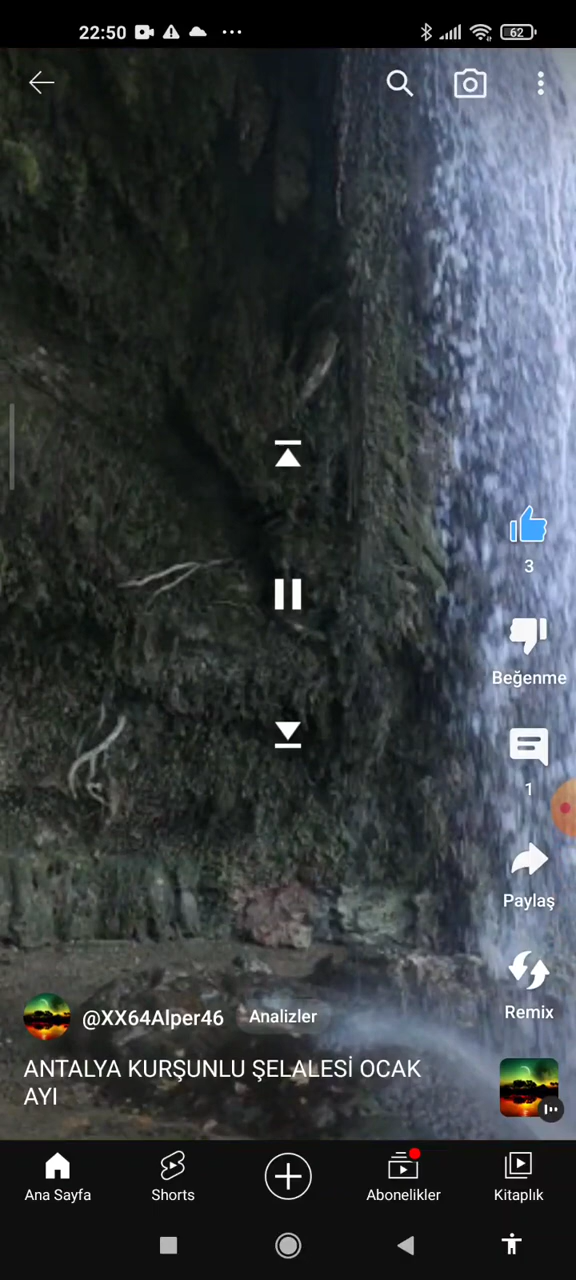 22:50
62
3
Beğenme
1
Paylaş
Remix
@XX64Alper46 Analizler
ANTALYA KURŞUNLU ŞELALESİ OCAK
AYI
Ana Sayfa Shorts Abonelikler Kitaplık